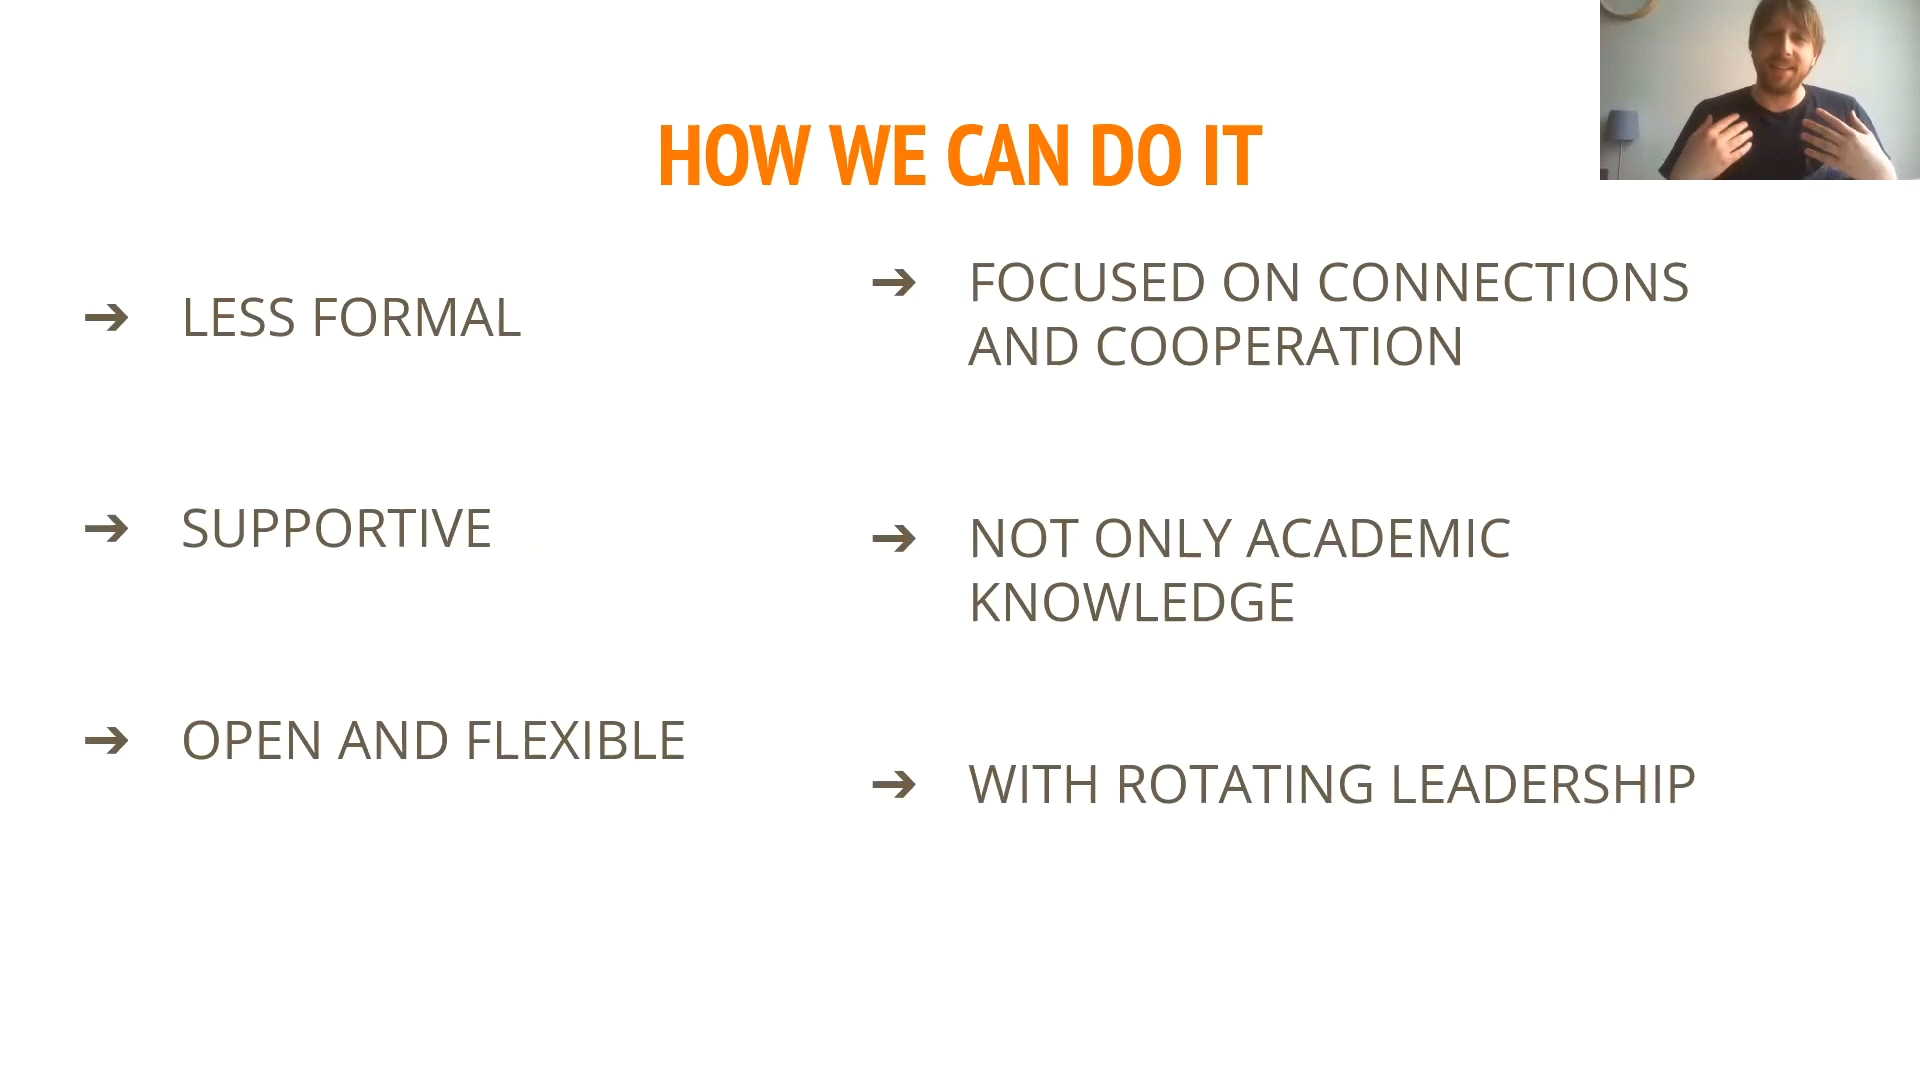 HOW WE CAN DO IT
➔ LESS FORMAL
➔ SUPPORTIVE
➔ OPEN AND FLEXIBLE
➔ FOCUSED ON CONNECTIONS
AND COOPERATION
➔ NOT ONLY ACADEMIC
KNOWLEDGE
➔ WITH ROTATING LEADERSHIP